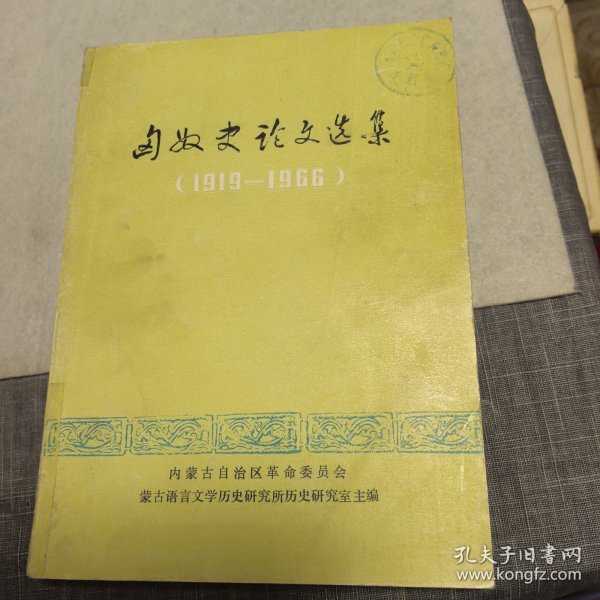 匈奴史论文选集
(1919—1966)
内蒙古自治区革命委员会
蒙古语言文学历史研究所历史研究室主编
孔夫子旧书网
www.kongfz.com